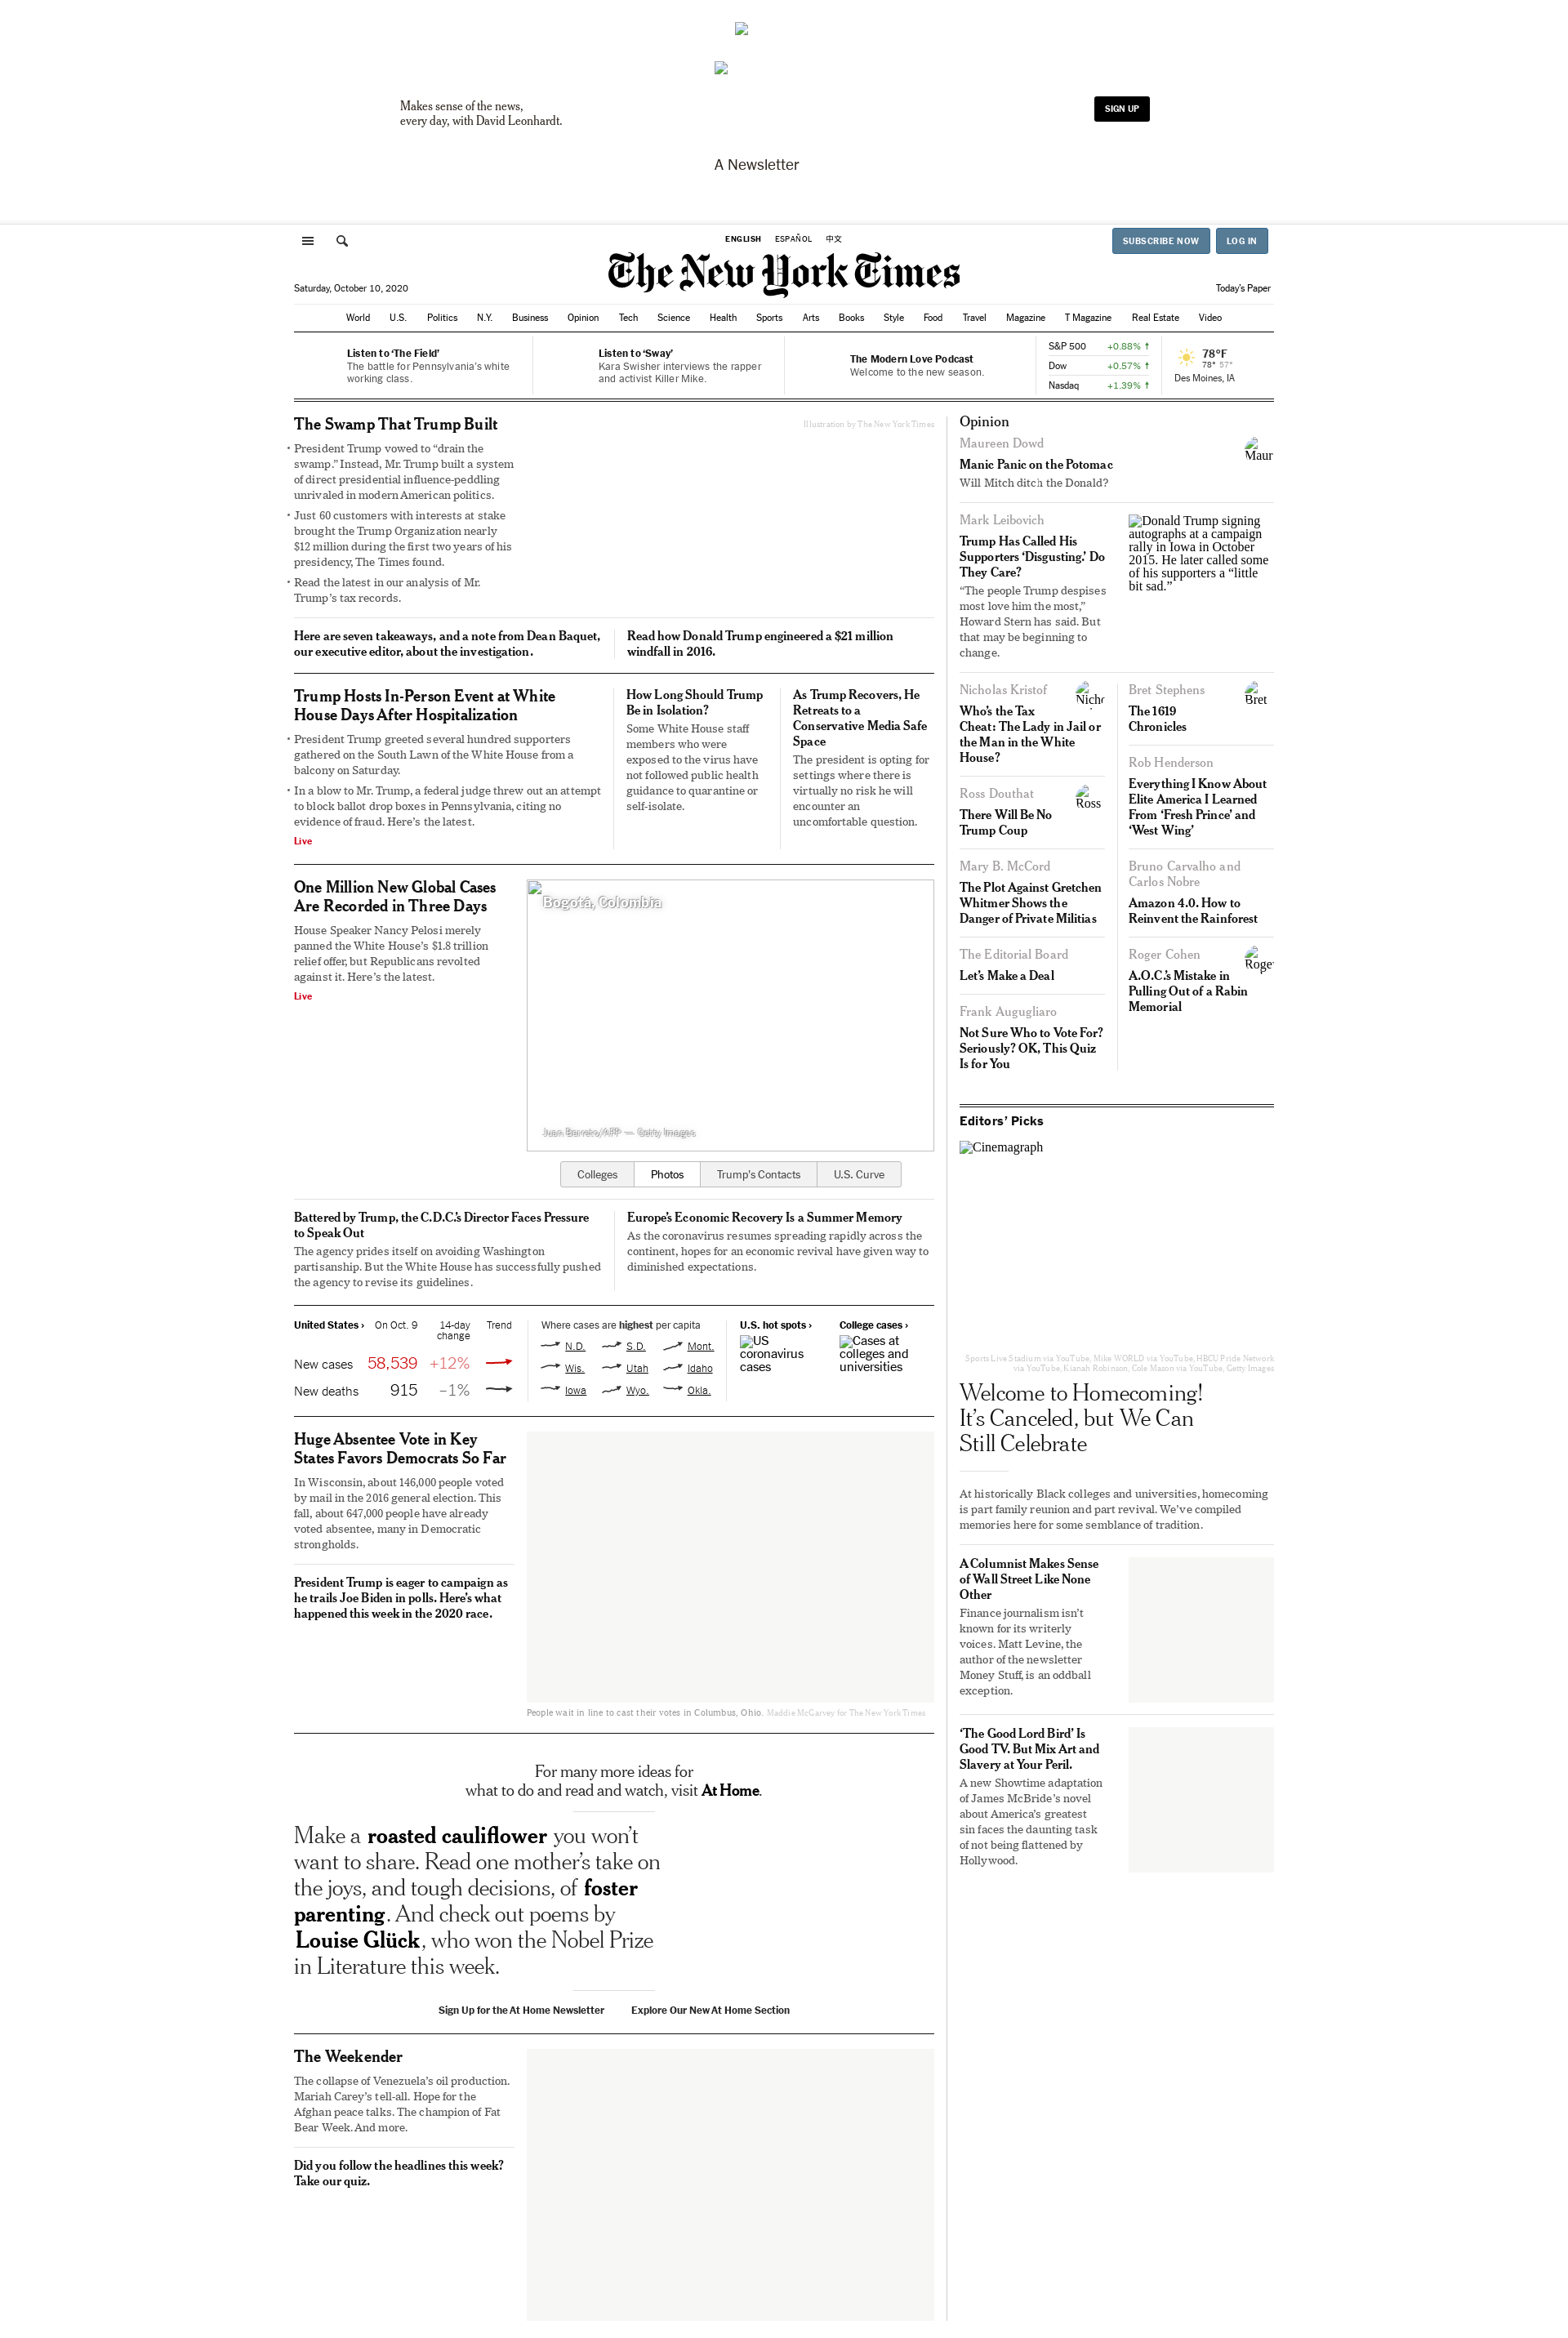 Makes sense of the news,
every day, with David Leonhardt.
SIGN UP
A Newsletter
ENGLISH ESPAÑOL 中文
SUBSCRIBE NOW LOG IN
The New York Times
Saturday, October 10, 2020
Today's Paper
World U.S. Politics N.Y. Business Opinion Tech Science Health Sports Arts Books Style Food Travel Magazine T Magazine Real Estate Video
Listen to ‘The Field’
The battle for Pennsylvania’s white
working class.
Listen to ‘Sway’
Kara Swisher interviews the rapper
and activist Killer Mike.
The Modern Love Podcast
Welcome to the new season.
S&P 500 +0.88%
Dow +0.57%
Nasdaq +1.39%
78°F
78° 57°
Des Moines, IA
The Swamp That Trump Built
• President Trump vowed to “drain the
swamp.” Instead, Mr. Trump built a system
of direct presidential influence-peddling
unrivaled in modern American politics.
• Just 60 customers with interests at stake
brought the Trump Organization nearly
$12 million during the first two years of his
presidency, The Times found.
• Read the latest in our analysis of Mr.
Trump’s tax records.
Illustration by The New York Times
Here are seven takeaways, and a note from Dean Baquet,
our executive editor, about the investigation.
Read how Donald Trump engineered a $21 million
windfall in 2016.
Trump Hosts In-Person Event at White
House Days After Hospitalization
• President Trump greeted several hundred supporters
gathered on the South Lawn of the White House from a
balcony on Saturday.
• In a blow to Mr. Trump, a federal judge threw out an attempt
to block ballot drop boxes in Pennsylvania, citing no
evidence of fraud. Here’s the latest.
Live
How Long Should Trump
Be in Isolation?
Some White House staff
members who were
exposed to the virus have
not followed public health
guidance to quarantine or
self-isolate.
As Trump Recovers, He
Retreats to a
Conservative Media Safe
Space
The president is opting for
settings where there is
virtually no risk he will
encounter an
uncomfortable question.
One Million New Global Cases
Are Recorded in Three Days
House Speaker Nancy Pelosi merely
panned the White House’s $1.8 trillion
relief offer, but Republicans revolted
against it. Here’s the latest.
Live
Bogotá, Colombia
Juan Barreto/AFP — Getty Images
Colleges Photos Trump's Contacts U.S. Curve
Battered by Trump, the C.D.C.’s Director Faces Pressure
to Speak Out
The agency prides itself on avoiding Washington
partisanship. But the White House has successfully pushed
the agency to revise its guidelines.
Europe’s Economic Recovery Is a Summer Memory
As the coronavirus resumes spreading rapidly across the
continent, hopes for an economic revival have given way to
diminished expectations.
United States › On Oct. 9 14-day
change Trend
New cases 58,539 +12%
New deaths 915 –1%
Where cases are highest per capita
N.D. S.D. Mont.
Wis. Utah Idaho
Iowa Wyo. Okla.
U.S. hot spots ›
US
coronavirus
cases
College cases ›
Cases at
colleges and
universities
Huge Absentee Vote in Key
States Favors Democrats So Far
In Wisconsin, about 146,000 people voted
by mail in the 2016 general election. This
fall, about 647,000 people have already
voted absentee, many in Democratic
strongholds.
President Trump is eager to campaign as
he trails Joe Biden in polls. Here’s what
happened this week in the 2020 race.
People wait in line to cast their votes in Columbus, Ohio. Maddie McGarvey for The New York Times
For many more ideas for
what to do and read and watch, visit At Home.
Make a roasted cauliflower you won’t
want to share. Read one mother’s take on
the joys, and tough decisions, of foster
parenting. And check out poems by
Louise Glück, who won the Nobel Prize
in Literature this week.
Sign Up for the At Home Newsletter Explore Our New At Home Section
The Weekender
The collapse of Venezuela’s oil production.
Mariah Carey’s tell-all. Hope for the
Afghan peace talks. The champion of Fat
Bear Week. And more.
Did you follow the headlines this week?
Take our quiz.
Opinion
Maureen Dowd
Manic Panic on the Potomac
Will Mitch ditch the Donald?
Maur
Mark Leibovich
Trump Has Called His
Supporters ‘Disgusting.’ Do
They Care?
“The people Trump despises
most love him the most,”
Howard Stern has said. But
that may be beginning to
change.
Donald Trump signing
autographs at a campaign
rally in Iowa in October
2015. He later called some
of his supporters a “little
bit sad.”
Nicholas Kristof
Who’s the Tax
Cheat: The Lady in Jail or
the Man in the White
House?
Ross Douthat
Ross
There Will Be No
Trump Coup
Mary B. McCord
The Plot Against Gretchen
Whitmer Shows the
Danger of Private Militias
The Editorial Board
Let’s Make a Deal
Frank Augugliaro
Not Sure Who to Vote For?
Seriously? OK, This Quiz
Is for You
Bret Stephens
Bret
The 1619
Chronicles
Rob Henderson
Everything I Know About
Elite America I Learned
From ‘Fresh Prince’ and
‘West Wing’
Bruno Carvalho and
Carlos Nobre
Amazon 4.0. How to
Reinvent the Rainforest
Roger Cohen
Roger
A.O.C.’s Mistake in
Pulling Out of a Rabin
Memorial
Editors’ Picks
Cinemagraph
Sports Live Stadium via YouTube, Mike WORLD via YouTube, HBCU Pride Network
via YouTube, Kianah Robinson, Cole Mason via YouTube, Getty Images
Welcome to Homecoming!
It’s Canceled, but We Can
Still Celebrate
At historically Black colleges and universities, homecoming
is part family reunion and part revival. We’ve compiled
memories here for some semblance of tradition.
A Columnist Makes Sense
of Wall Street Like None
Other
Finance journalism isn’t
known for its writerly
voices. Matt Levine, the
author of the newsletter
Money Stuff, is an oddball
exception.
‘The Good Lord Bird’ Is
Good TV. But Mix Art and
Slavery at Your Peril.
A new Showtime adaptation
of James McBride’s novel
about America’s greatest
sin faces the daunting task
of not being flattened by
Hollywood.